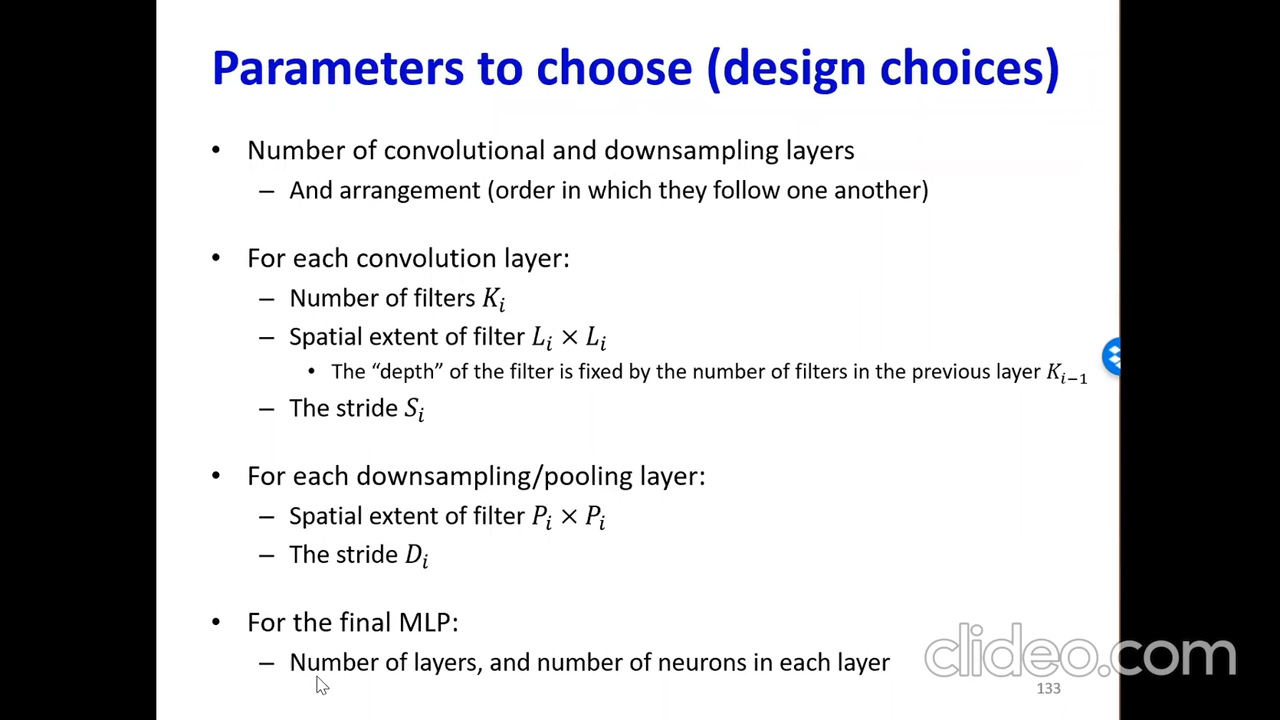 Parameters to choose (design choices)
• Number of convolutional and downsampling layers
– And arrangement (order in which they follow one another)
• For each convolution layer:
– Number of filters Kᵢ
– Spatial extent of filter Lᵢ × Lᵢ
• The “depth” of the filter is fixed by the number of filters in the previous layer Kᵢ₋₁
– The stride Sᵢ
• For each downsampling/pooling layer:
– Spatial extent of filter Pᵢ × Pᵢ
– The stride Dᵢ
• For the final MLP:
– Number of layers, and number of neurons in each layer
clideo.com
133